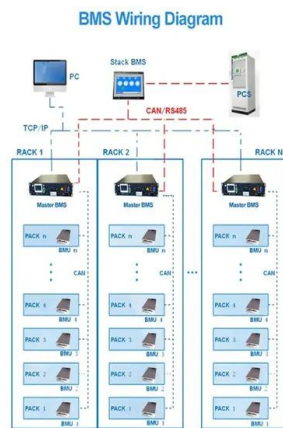 BMS Wiring Diagram
PC
Stack BMS
PCS
CAN/RS485
TCP/IP
RACK 1
RACK 2
RACK N
Master BMS
Master BMS
Master BMS
PACK n
BMU n
PACK n
BMU n
PACK n
BMU n
CAN
CAN
CAN
PACK 4
BMU 4
PACK 4
BMU 4
PACK 4
BMU 4
PACK 3
BMU 3
PACK 3
BMU 3
PACK 3
BMU 3
PACK 2
BMU 2
PACK 2
BMU 2
PACK 2
BMU 2
PACK 1
BMU 1
PACK 1
BMU 1
PACK 1
BMU 1